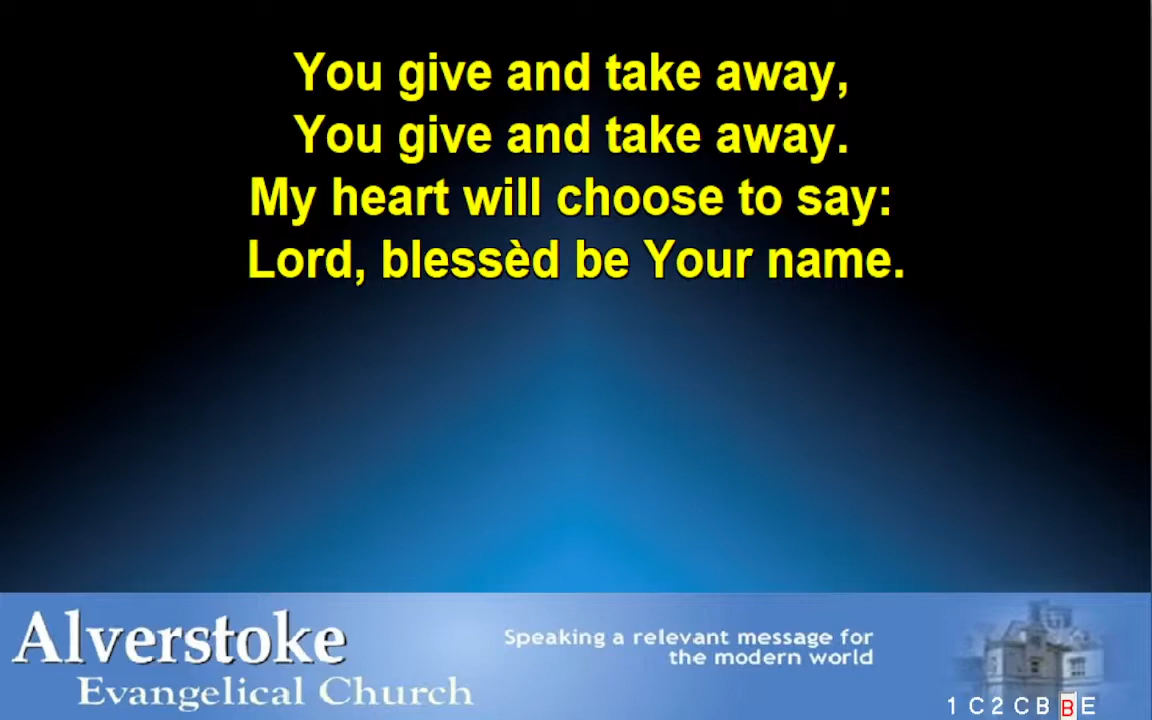 You give and take away,
You give and take away.
My heart will choose to say:
Lord, blessèd be Your name.
Alverstoke
Evangelical Church
Speaking a relevant message for
the modern world
1 C 2 C B B E